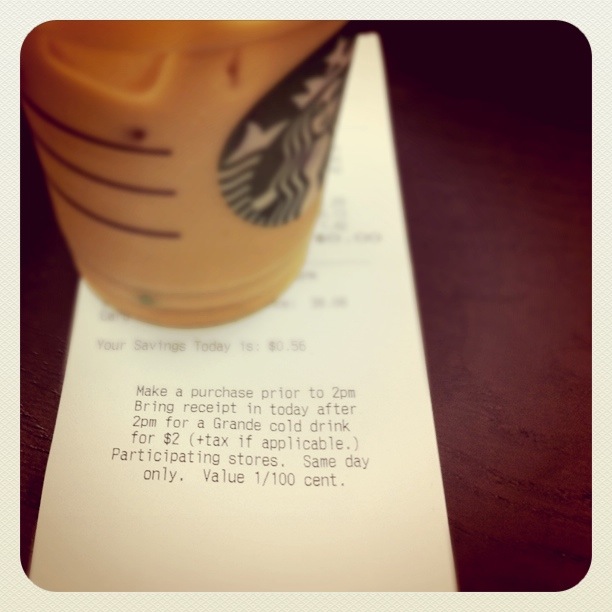 Your Savings Today is: $0.56
Make a purchase prior to 2pm
Bring receipt in today after
2pm for a Grande cold drink
for $2 (+tax if applicable.)
Participating stores. Same day
only. Value 1/100 cent.